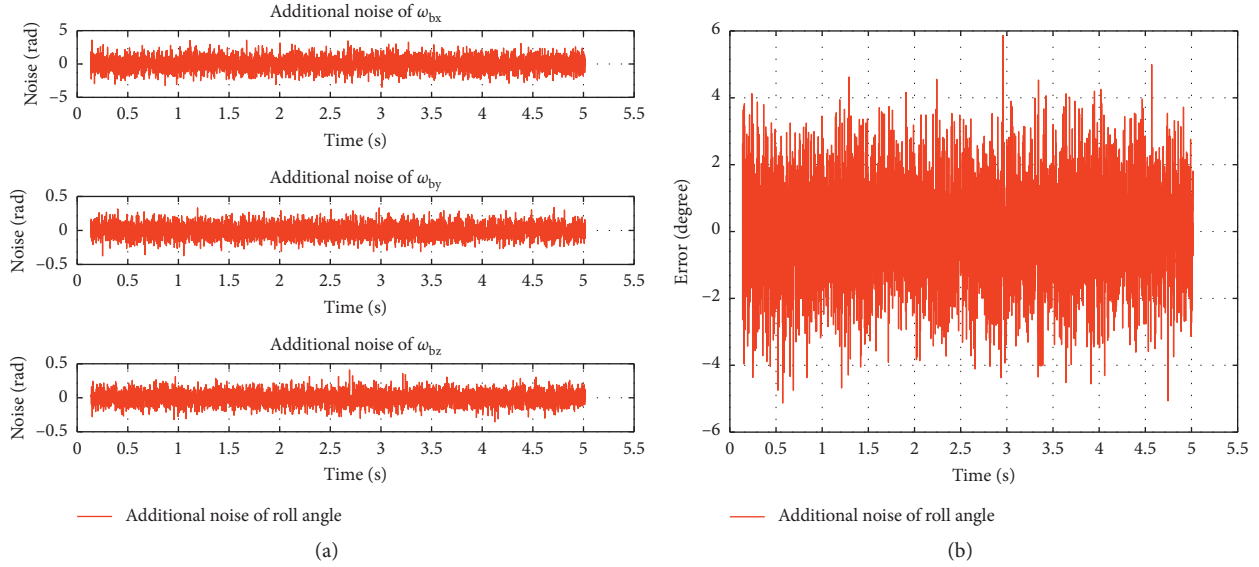 Additional noise of ωbx
Noise (rad)
5
0
−5
0 0.5 1 1.5 2 2.5 3 3.5 4 4.5 5 5.5
Time (s)
Additional noise of ωby
Noise (rad)
0.5
0
−0.5
0 0.5 1 1.5 2 2.5 3 3.5 4 4.5 5 5.5
Time (s)
Additional noise of ωbz
Noise (rad)
0.5
0
−0.5
0 0.5 1 1.5 2 2.5 3 3.5 4 4.5 5 5.5
Time (s)
Additional noise of roll angle
(a)
Error (degree)
6
4
2
0
−2
−4
−6
0 0.5 1 1.5 2 2.5 3 3.5 4 4.5 5 5.5
Time (s)
Additional noise of roll angle
(b)